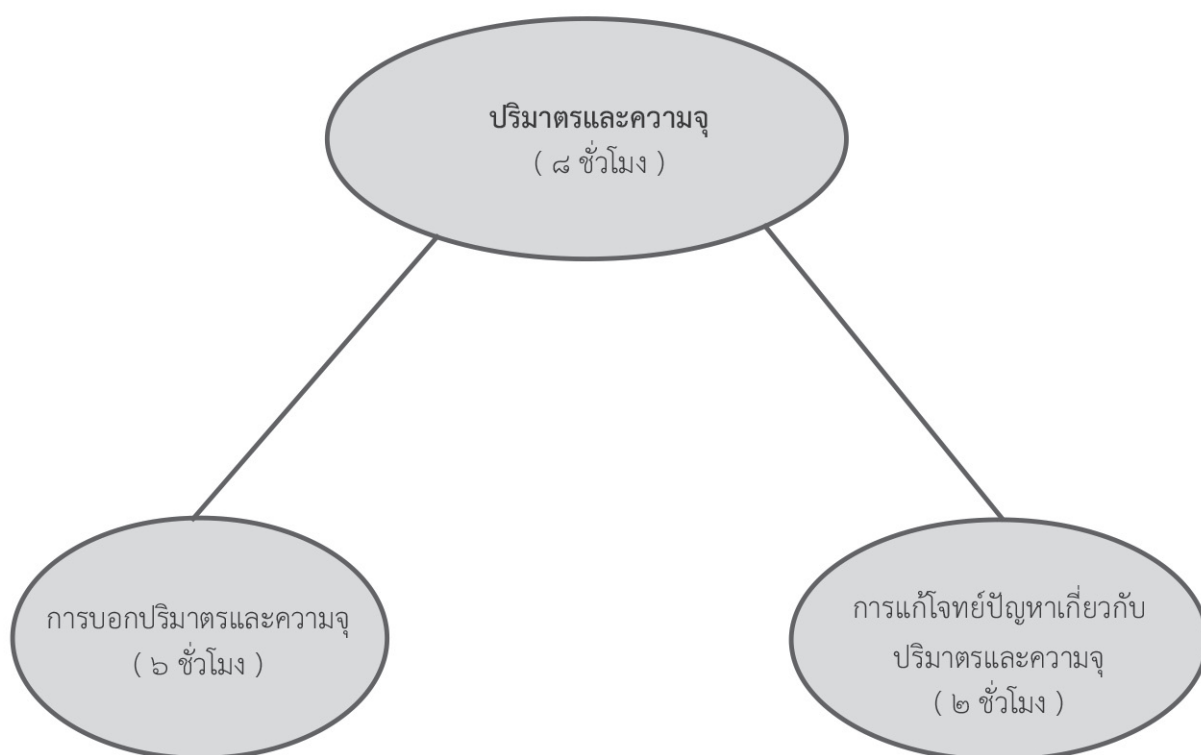 ปริมาตรและความจุ
( ๘ ชั่วโมง )
การบอกปริมาตรและความจุ
( ๖ ชั่วโมง )
การแก้โจทย์ปัญหาเกี่ยวกับ
ปริมาตรและความจุ
( ๒ ชั่วโมง )